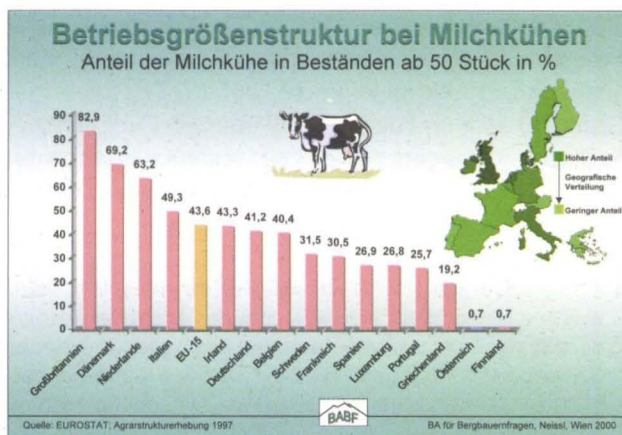 Betriebsgrößenstruktur bei Milchkühen
Anteil der Milchkühe in Beständen ab 50 Stück in %
90
80
70
60
50
40
30
20
10
0
82,9
69,2
63,2
49,3
43,6
43,3
41,2
40,4
31,5
30,5
26,9
26,8
25,7
19,2
0,7
0,7
Großbritannien
Dänemark
Niederlande
Italien
EU-15
Irland
Deutschland
Belgien
Schweden
Frankreich
Spanien
Luxemburg
Portugal
Griechenland
Österreich
Finnland
Hoher Anteil
Geografische
Verteilung
Geringer Anteil
Quelle: EUROSTAT, Agrarstrukturerhebung 1997
BABF
BA für Bergbauernfragen, Neissl, Wien 2000